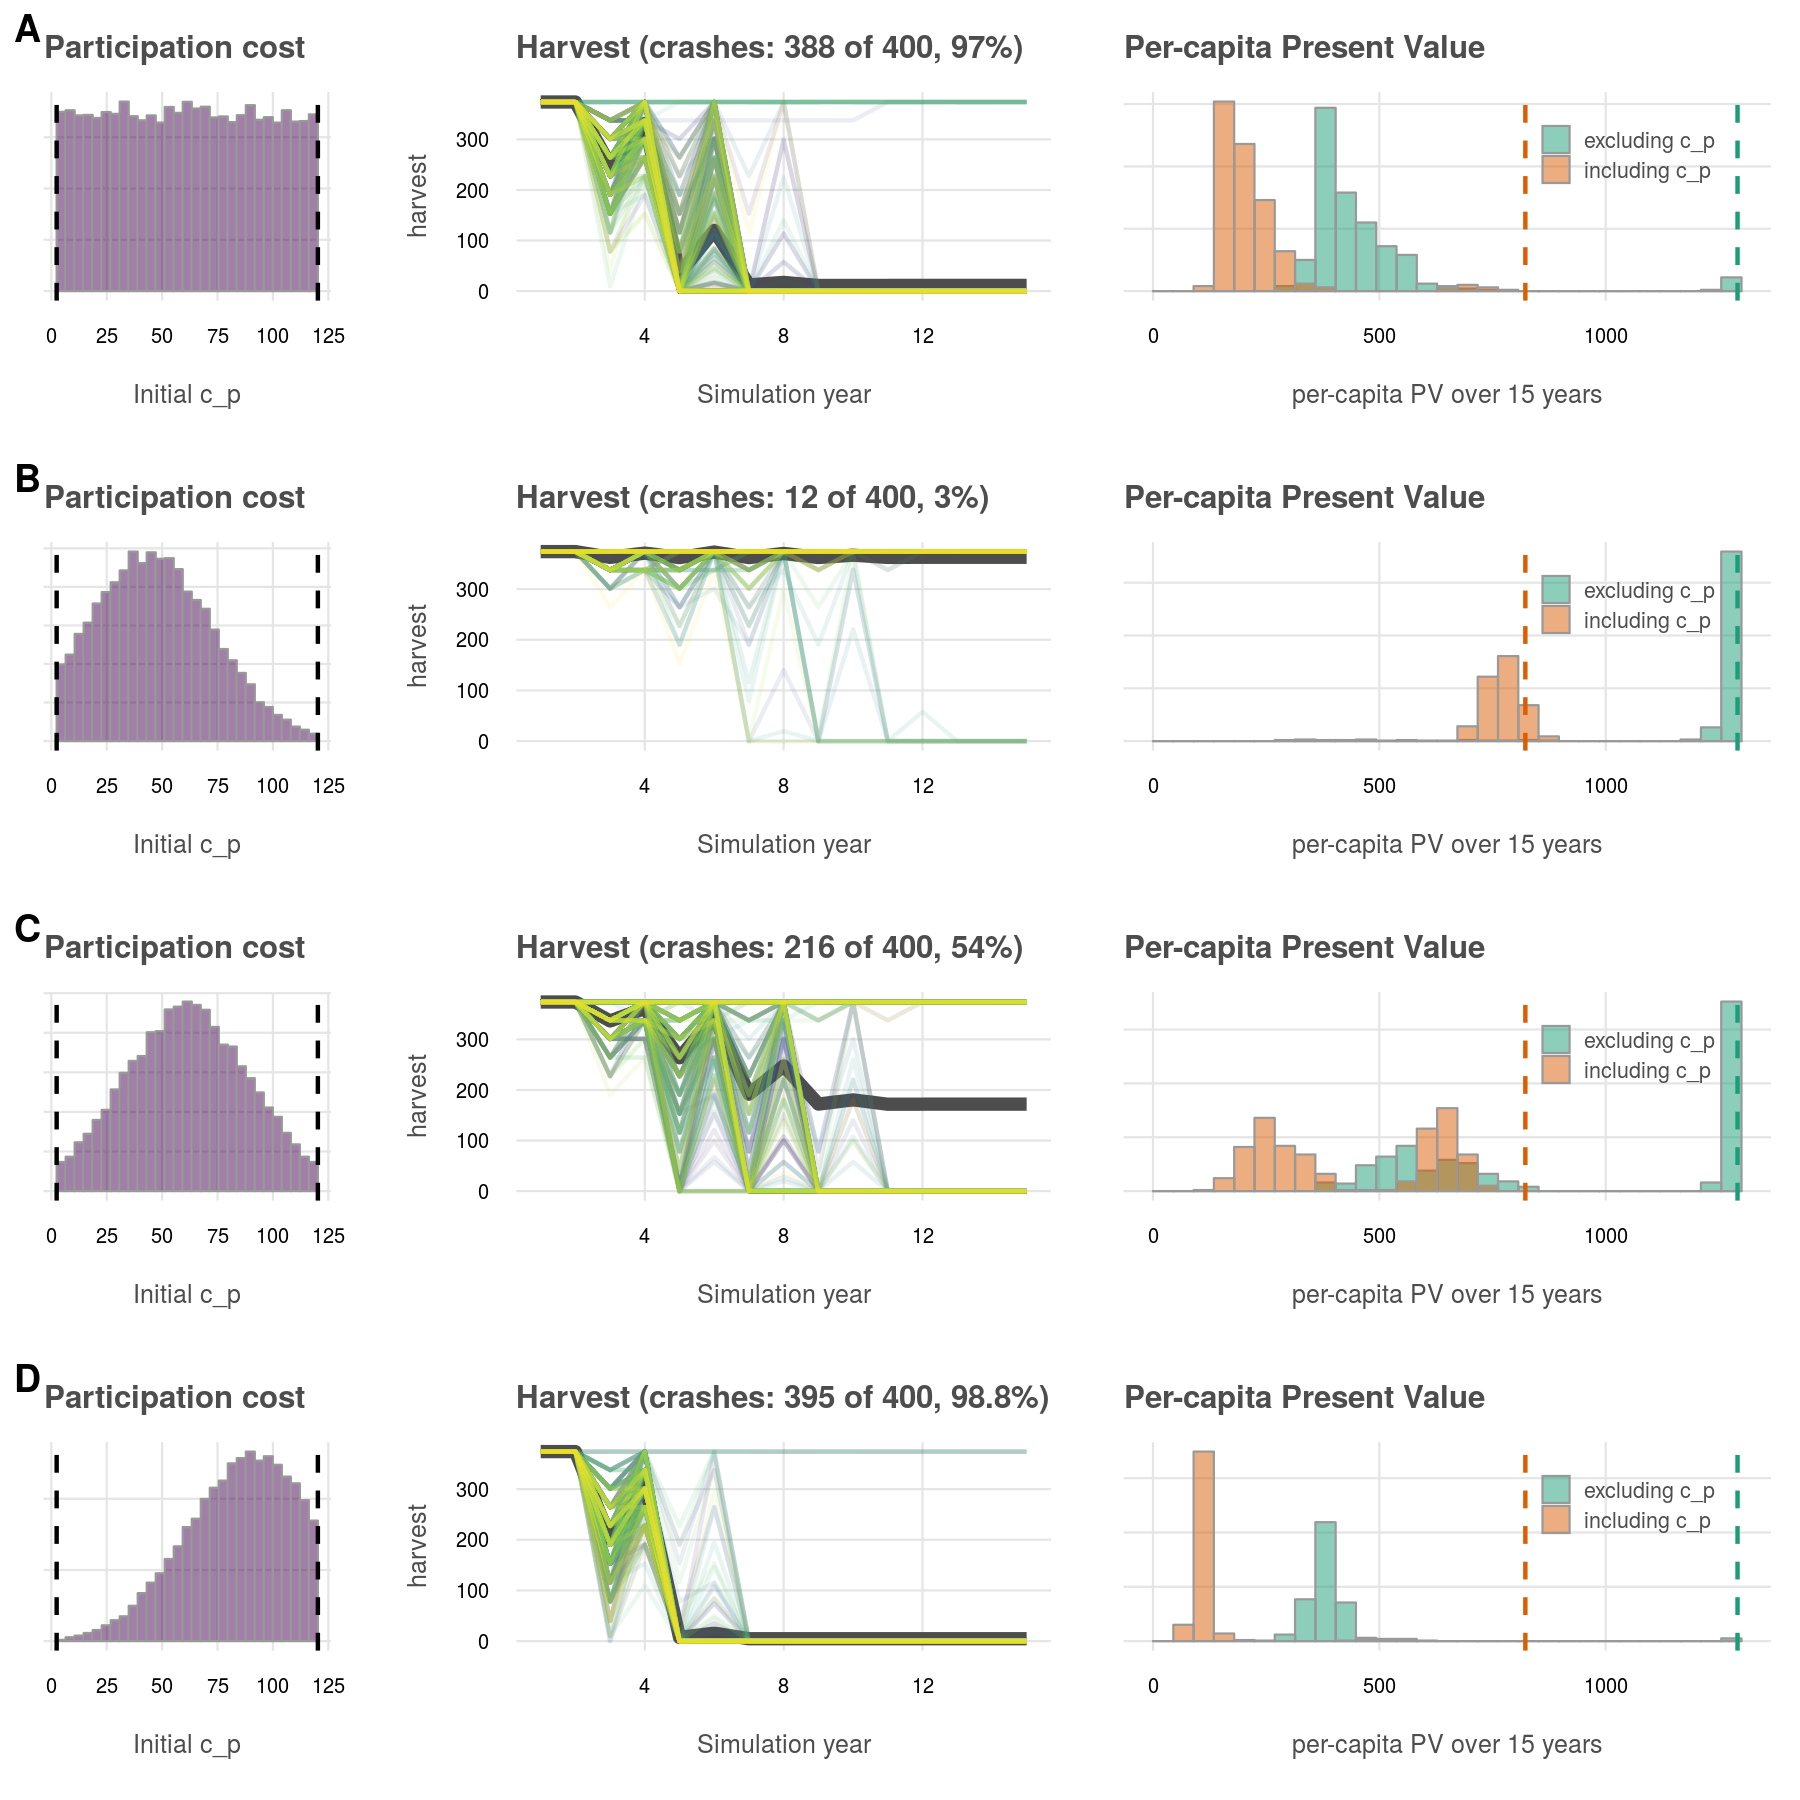 A
Participation cost
Harvest (crashes: 388 of 400, 97%)
Per-capita Present Value
harvest
300
200
100
0
excluding c_p
including c_p
0 25 50 75 100 125
4 8 12
0 500 1000
Initial c_p
Simulation year
per-capita PV over 15 years
B
Participation cost
Harvest (crashes: 12 of 400, 3%)
Per-capita Present Value
harvest
300
200
100
0
excluding c_p
including c_p
0 25 50 75 100 125
4 8 12
0 500 1000
Initial c_p
Simulation year
per-capita PV over 15 years
C
Participation cost
Harvest (crashes: 216 of 400, 54%)
Per-capita Present Value
harvest
300
200
100
0
excluding c_p
including c_p
0 25 50 75 100 125
4 8 12
0 500 1000
Initial c_p
Simulation year
per-capita PV over 15 years
D
Participation cost
Harvest (crashes: 395 of 400, 98.8%)
Per-capita Present Value
harvest
300
200
100
0
excluding c_p
including c_p
0 25 50 75 100 125
4 8 12
0 500 1000
Initial c_p
Simulation year
per-capita PV over 15 years